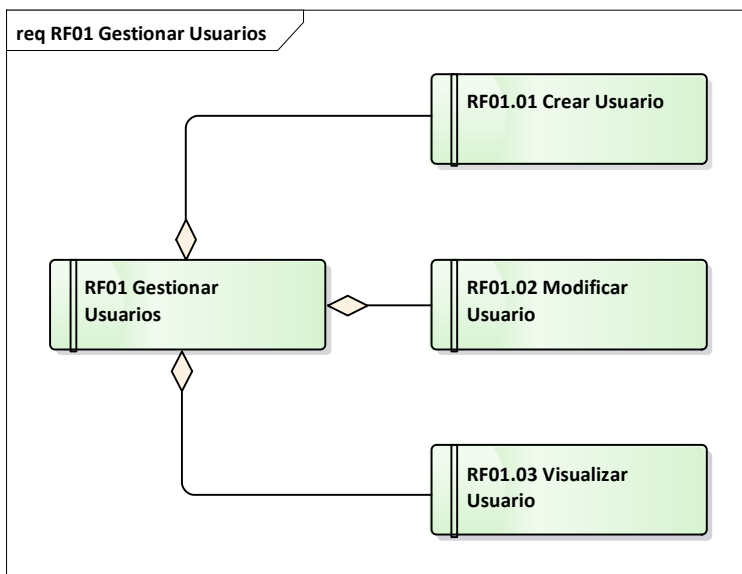 req RF01 Gestionar Usuarios
RF01.01 Crear Usuario
RF01 Gestionar
Usuarios
RF01.02 Modificar
Usuario
RF01.03 Visualizar
Usuario